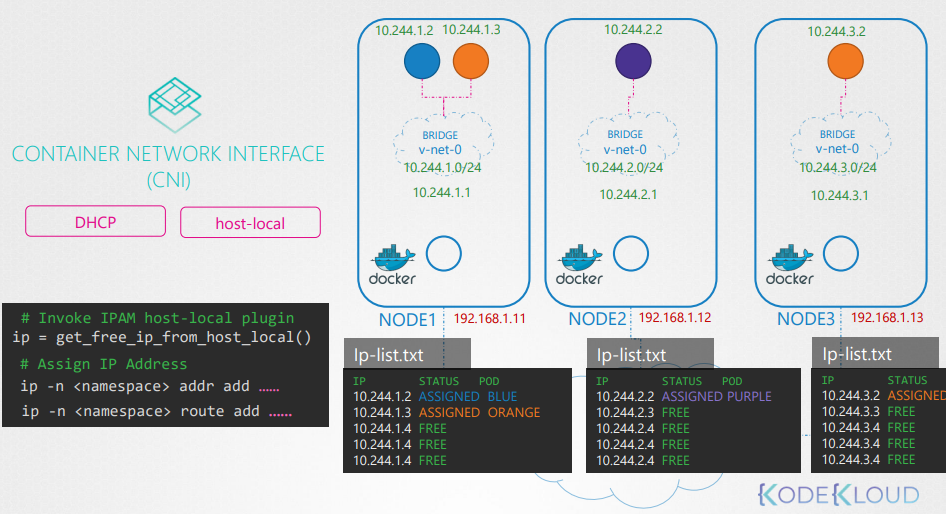 CONTAINER NETWORK INTERFACE
(CNI)
DHCP
host-local
# Invoke IPAM host-local plugin
ip = get_free_ip_from_host_local()
# Assign IP Address
ip -n <namespace> addr add ……
ip -n <namespace> route add ……
10.244.1.2 10.244.1.3
BRIDGE
v-net-0
10.244.1.0/24
10.244.1.1
docker
NODE1 192.168.1.11
Ip-list.txt
IP STATUS POD
10.244.1.2 ASSIGNED BLUE
10.244.1.3 ASSIGNED ORANGE
10.244.1.4 FREE
10.244.1.4 FREE
10.244.1.4 FREE
10.244.2.2
BRIDGE
v-net-0
10.244.2.0/24
10.244.2.1
docker
NODE2 192.168.1.12
Ip-list.txt
IP STATUS POD
10.244.2.2 ASSIGNED PURPLE
10.244.2.3 FREE
10.244.2.4 FREE
10.244.2.4 FREE
10.244.2.4 FREE
10.244.3.2
BRIDGE
v-net-0
10.244.3.0/24
10.244.3.1
docker
NODE3 192.168.1.13
Ip-list.txt
IP STATUS
10.244.3.2 ASSIGNED
10.244.3.3 FREE
10.244.3.4 FREE
10.244.3.4 FREE
10.244.3.4 FREE
KODEKLOUD